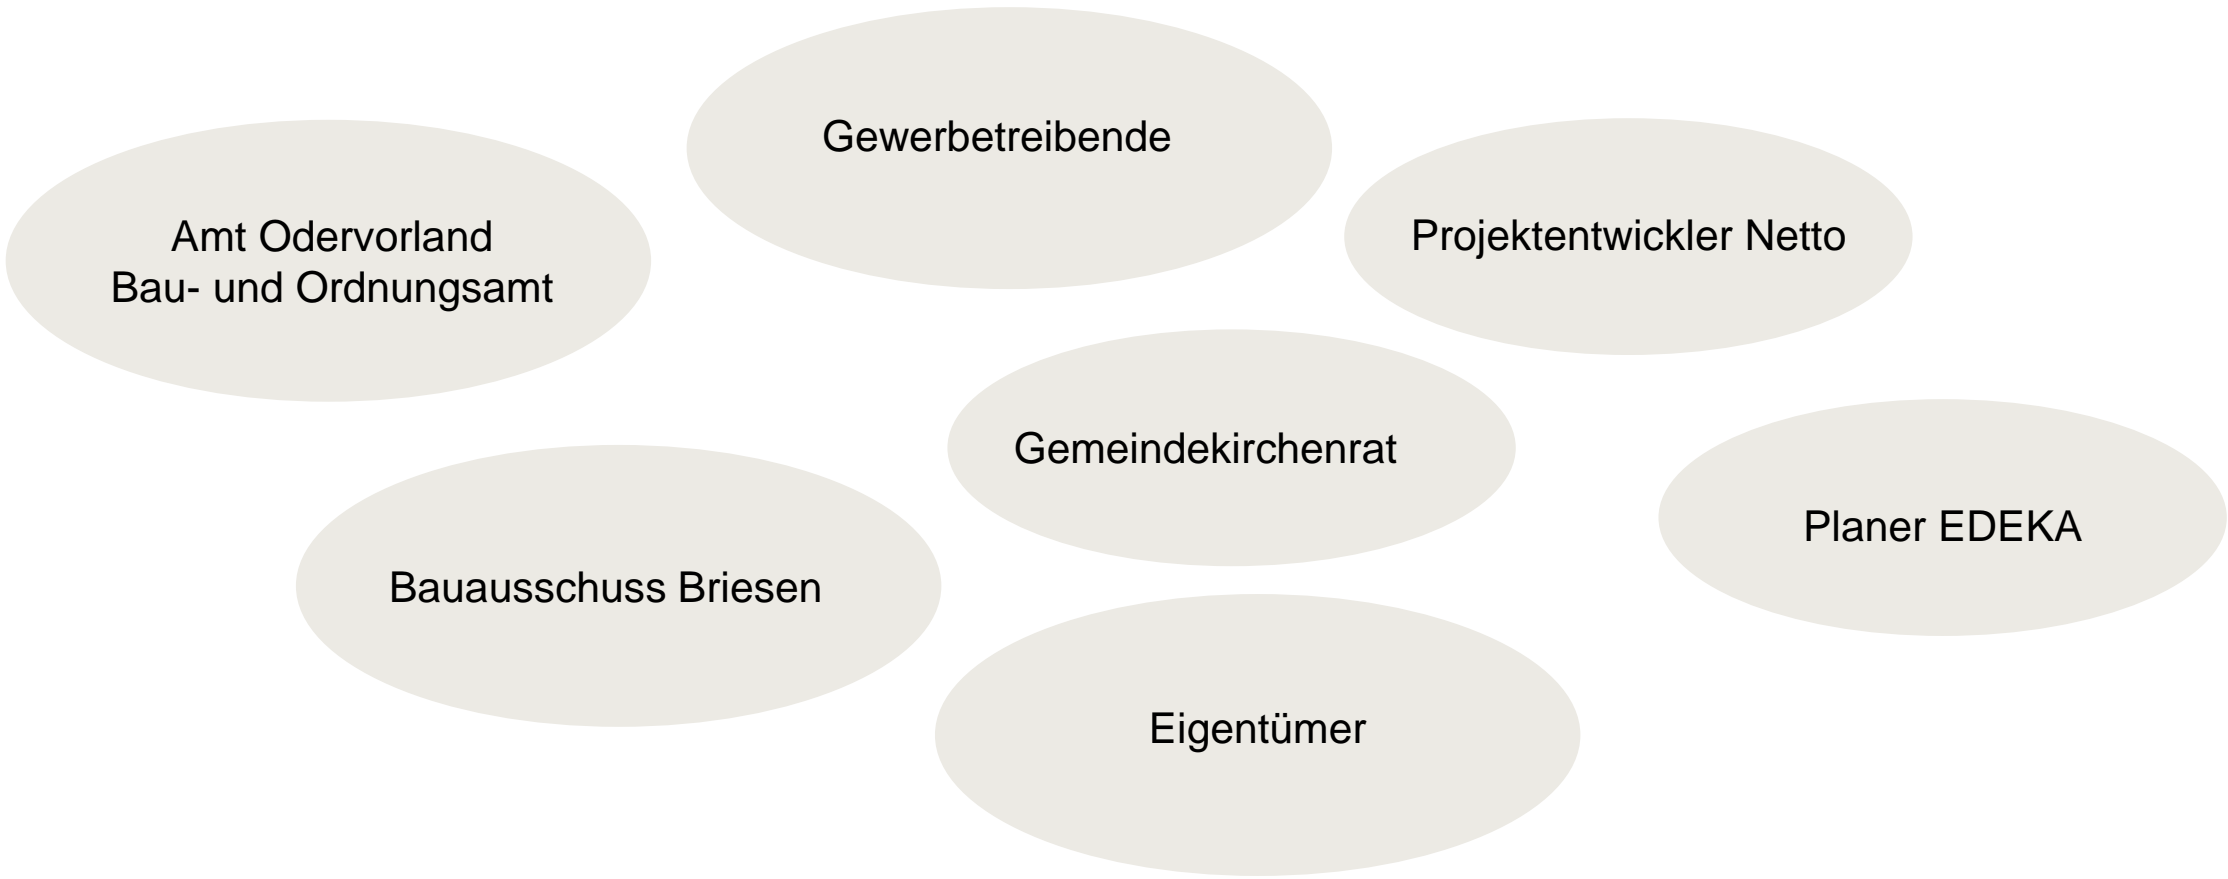 Gewerbetreibende
Amt Odervorland
Bau- und Ordnungsamt
Projektentwickler Netto
Gemeindekirchenrat
Planer EDEKA
Bauausschuss Briesen
Eigentümer